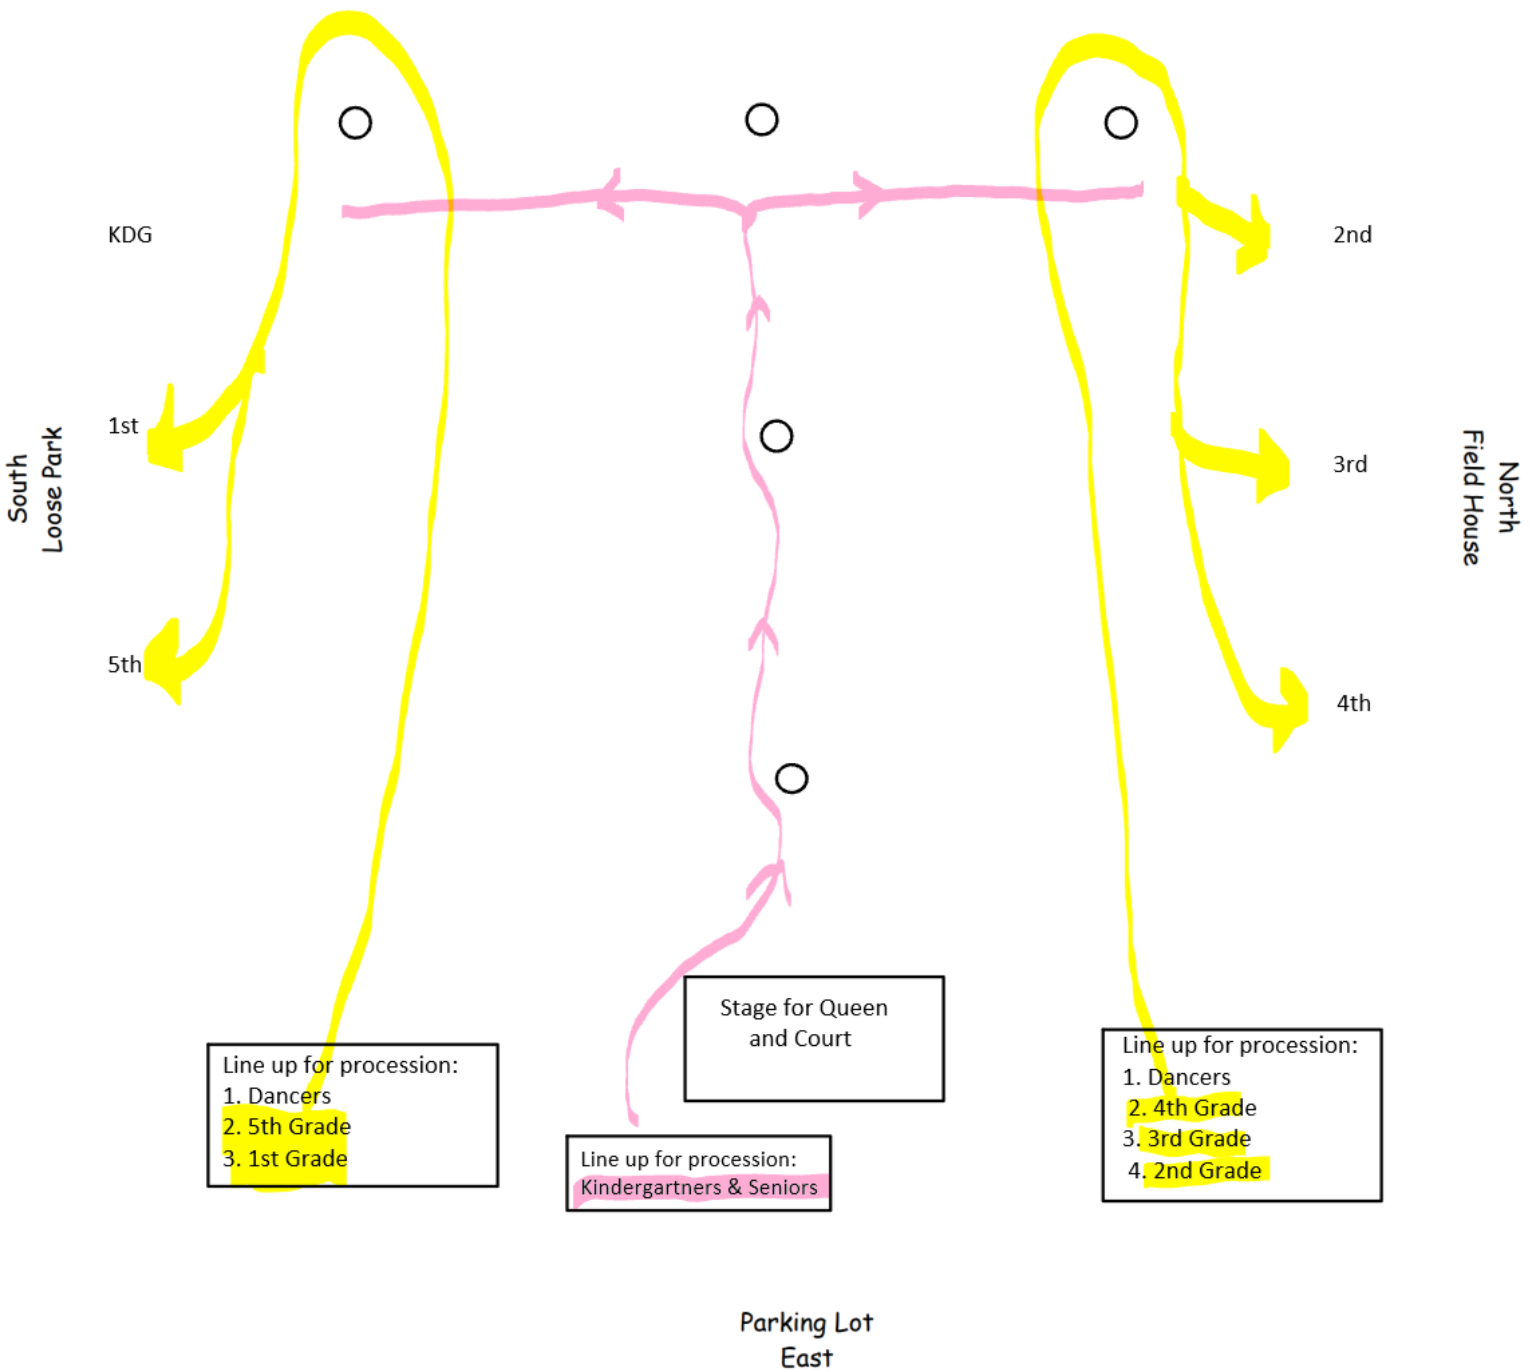 KDG
2nd
1st
3rd
South
Loose Park
North
Field House
5th
4th
Stage for Queen
and Court
Line up for procession:
1. Dancers
2. 5th Grade
3. 1st Grade
Line up for procession:
Kindergartners & Seniors
Line up for procession:
1. Dancers
2. 4th Grade
3. 3rd Grade
4. 2nd Grade
Parking Lot
East